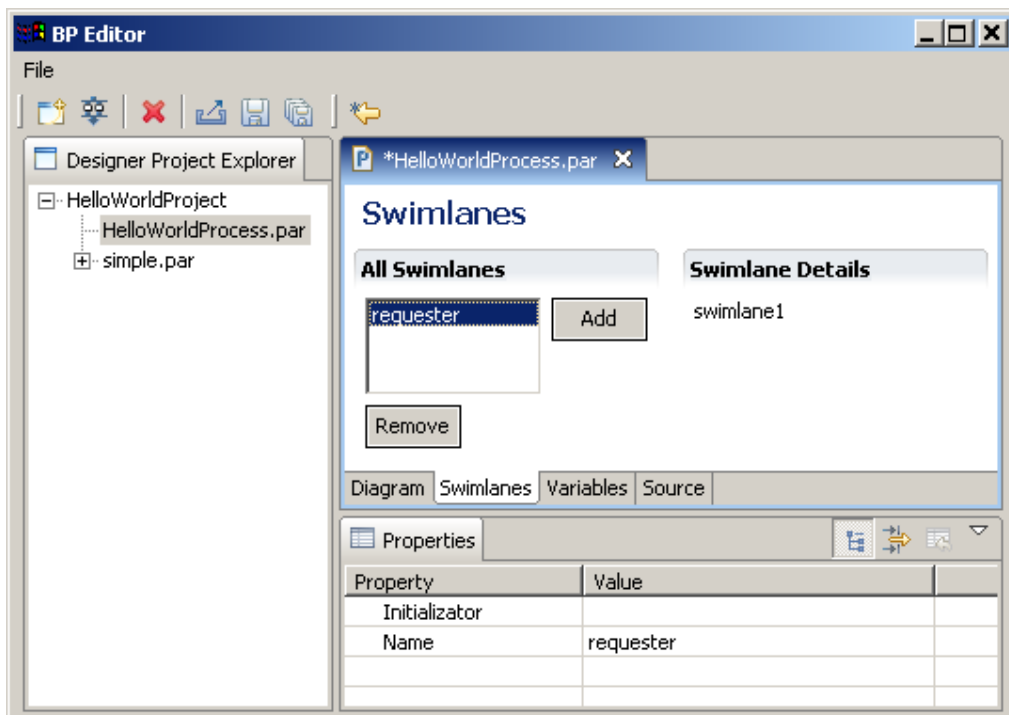 BP Editor
File
Designer Project Explorer
HelloWorldProject
HelloWorldProcess.par
simple.par
*HelloWorldProcess.par
Swimlanes
All Swimlanes
requester
Add
Remove
Swimlane Details
swimlane1
Diagram Swimlanes Variables Source
Properties
Property Value
Initializator
Name requester